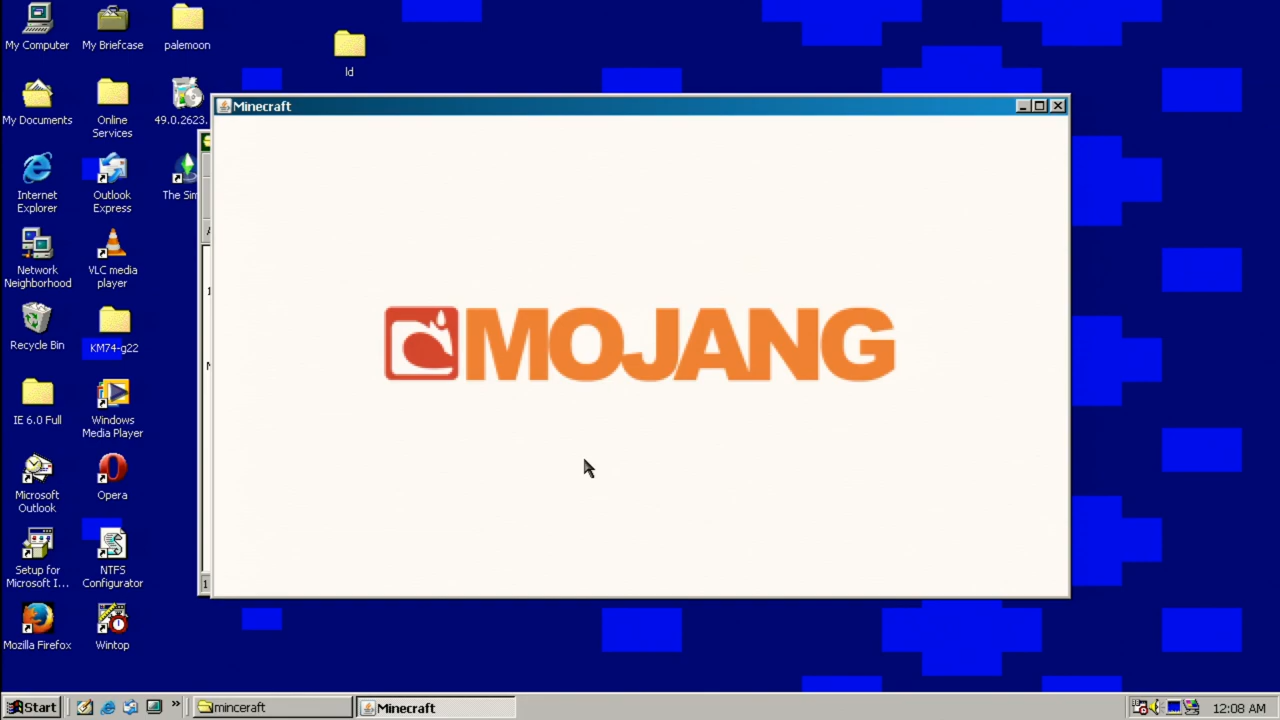 My Computer
My Briefcase
palemoon
ld
My Documents
Online
Services
49.0.2623.
Minecraft
Internet
Explorer
Outlook
Express
The Sim
Network
Neighborhood
VLC media
player
Recycle Bin
KM74-g22
MOJANG
IE 6.0 Full
Windows
Media Player
Microsoft
Outlook
Opera
Setup for
Microsoft I...
NTFS
Configurator
1
Mozilla Firefox
Wintop
Start
»
minceraft
Minecraft
12:08 AM